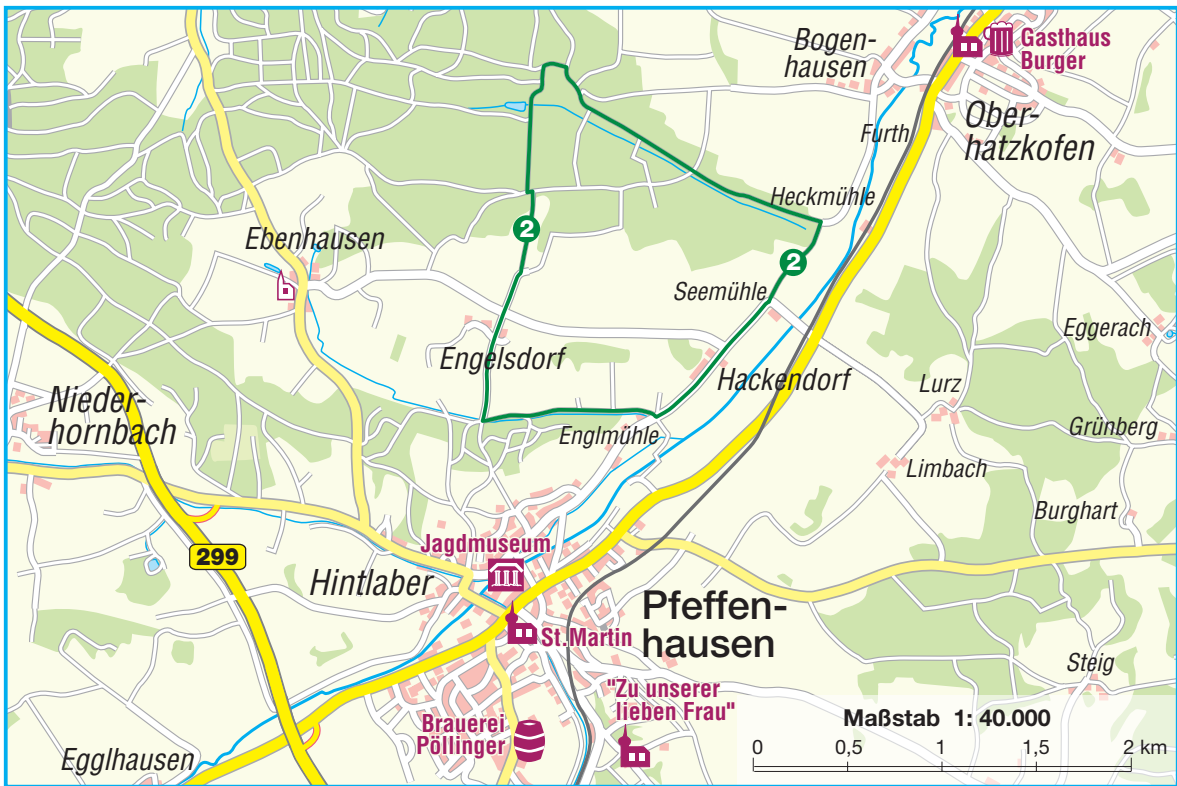 Bogen-
hausen
Gasthaus
Burger
Ober-
hatzkofen
Furth
Heckmühle
2
Ebenhausen
2
Seemühle
Eggerach
Engelsdorf
Hackendorf
Lurz
Nieder-
hornbach
Englmühle
Grünberg
Limbach
Burghart
299
Jagdmuseum
Hintlaber
Pfeffen-
hausen
St.Martin
Steig
"Zu unserer
lieben Frau"
Brauerei
Pöllinger
Egglhausen
Maßstab 1: 40.000
0 0,5 1 1,5 2 km